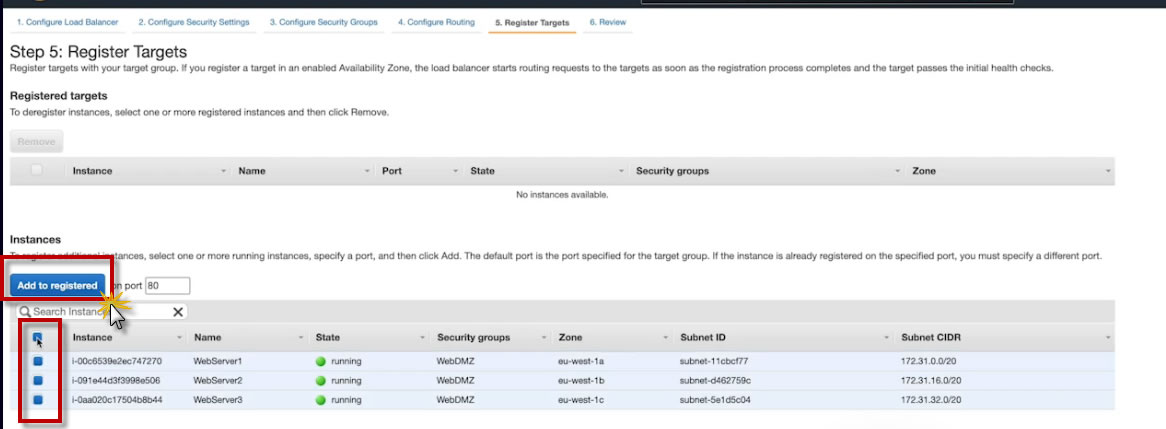 1. Configure Load Balancer 2. Configure Security Settings 3. Configure Security Groups 4. Configure Routing 5. Register Targets 6. Review
Step 5: Register Targets
Register targets with your target group. If you register a target in an enabled Availability Zone, the load balancer starts routing requests to the targets as soon as the registration process completes and the target passes the initial health checks.
Registered targets
To deregister instances, select one or more registered instances and then click Remove.
Remove
Instance Name Port State Security groups Zone
No instances available.
Instances
To register additional instances, select one or more running instances, specify a port, and then click Add. The default port is the port specified for the target group. If the instance is already registered on the specified port, you must specify a different port.
Add to registered on port 80
Search Instances
Instance Name State Security groups Zone Subnet ID Subnet CIDR
i-00c6539e2ec747270 WebServer1 running WebDMZ eu-west-1a subnet-11cbcf77 172.31.0.0/20
i-091e44d3f3998e506 WebServer2 running WebDMZ eu-west-1b subnet-d462759c 172.31.16.0/20
i-0aa020c17504b8b44 WebServer3 running WebDMZ eu-west-1c subnet-5e1d5c04 172.31.32.0/20